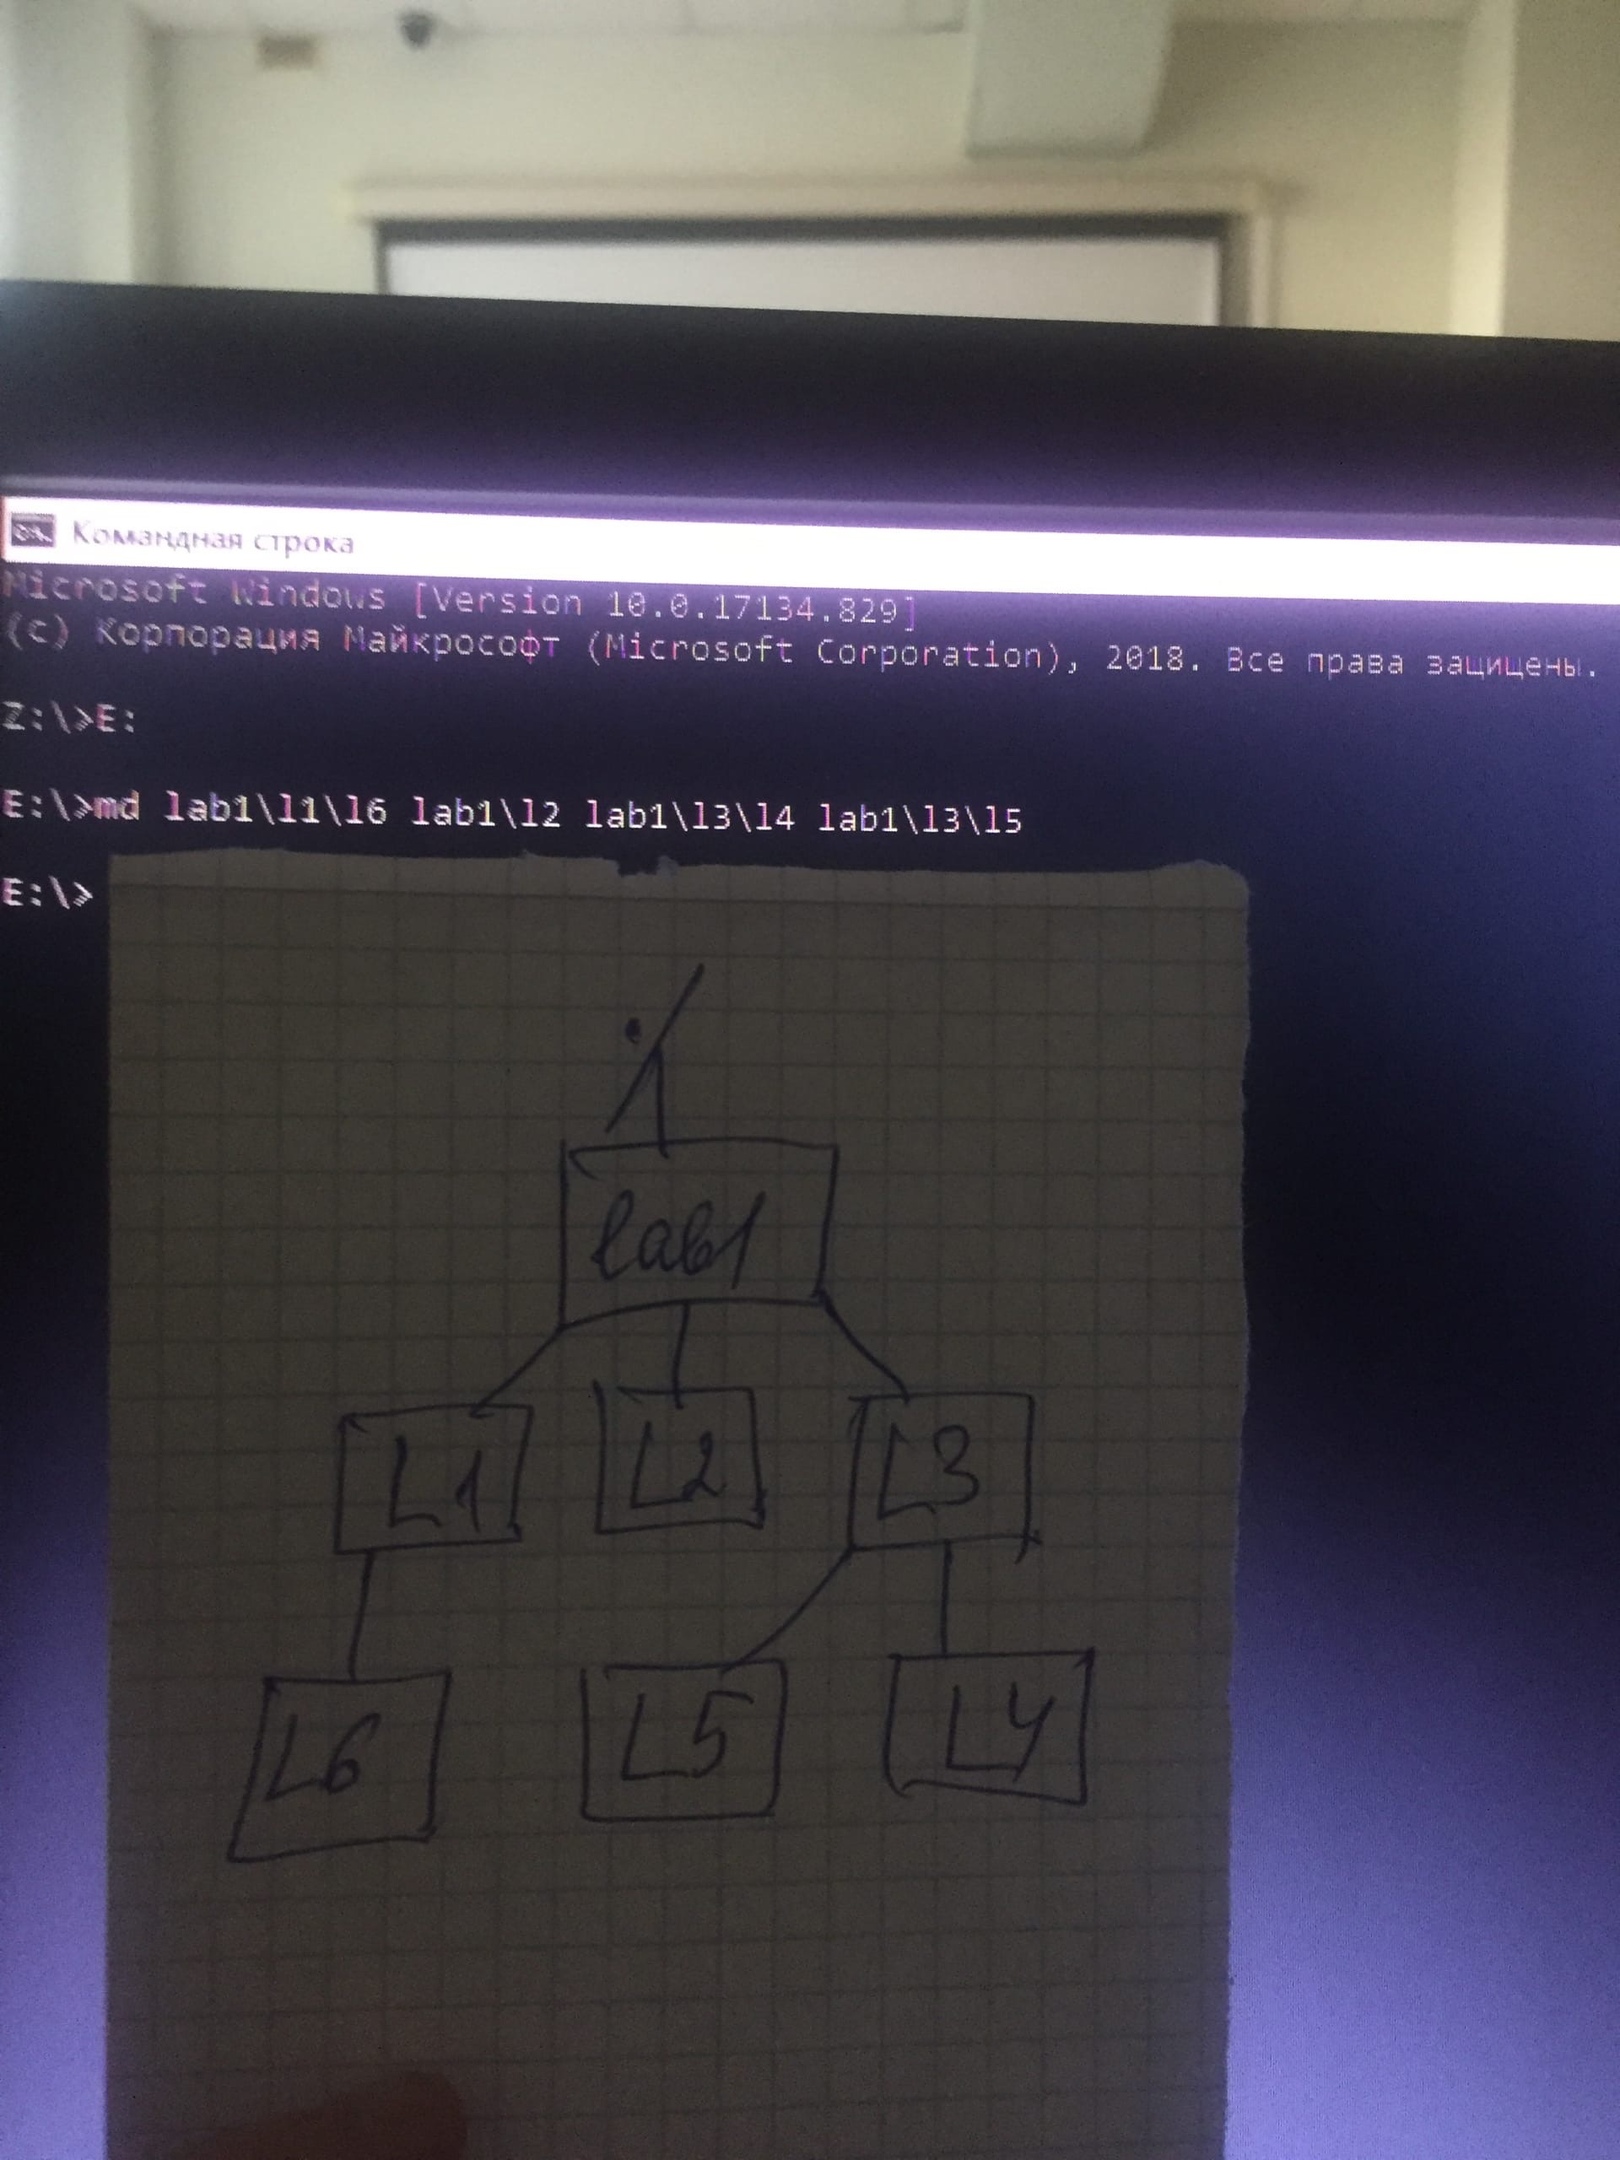 Командная строка
Microsoft Windows [Version 10.0.17134.829]
(c) Корпорация Майкрософт (Microsoft Corporation), 2018. Все права защищены.
Z:\>E:
E:\>md lab1\l1\l6 lab1\l2 lab1\l3\l4 lab1\l3\l5
E:\>
lab1
L1 L2 L3
L6 L5 L4